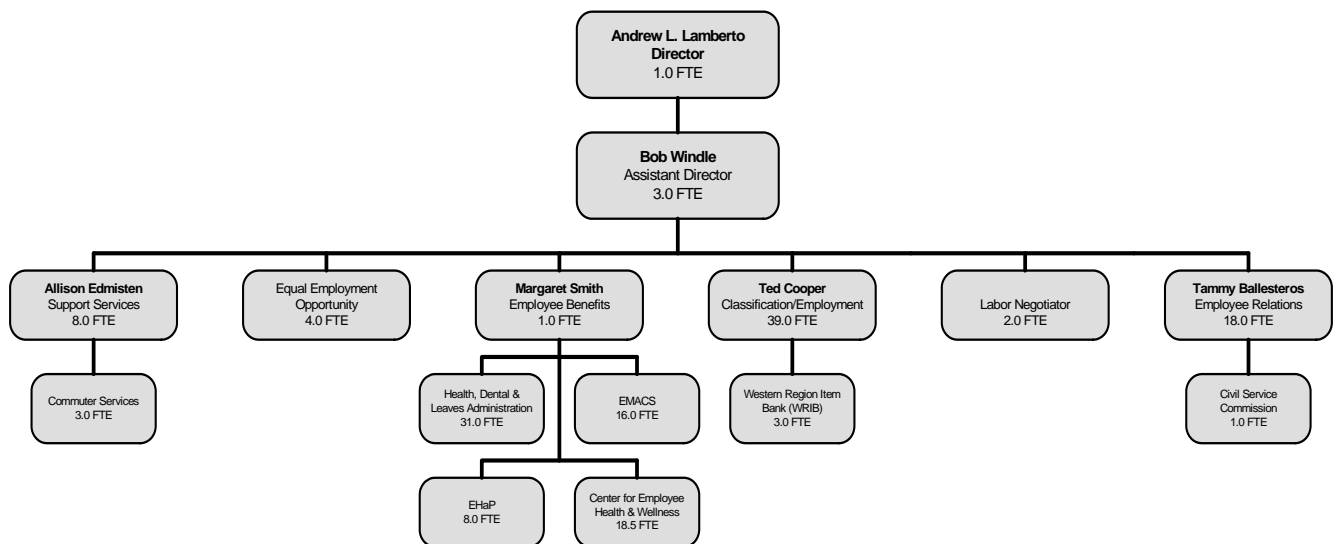 Andrew L. Lamberto
Director
1.0 FTE
Bob Windle
Assistant Director
3.0 FTE
Allison Edmisten
Support Services
8.0 FTE
Equal Employment
Opportunity
4.0 FTE
Margaret Smith
Employee Benefits
1.0 FTE
Ted Cooper
Classification/Employment
39.0 FTE
Labor Negotiator
2.0 FTE
Tammy Ballesteros
Employee Relations
18.0 FTE
Commuter Services
3.0 FTE
Health, Dental &
Leaves Administration
31.0 FTE
EMACS
16.0 FTE
Western Region Item
Bank (WRIB)
3.0 FTE
Civil Service
Commission
1.0 FTE
EHaP
8.0 FTE
Center for Employee
Health & Wellness
18.5 FTE